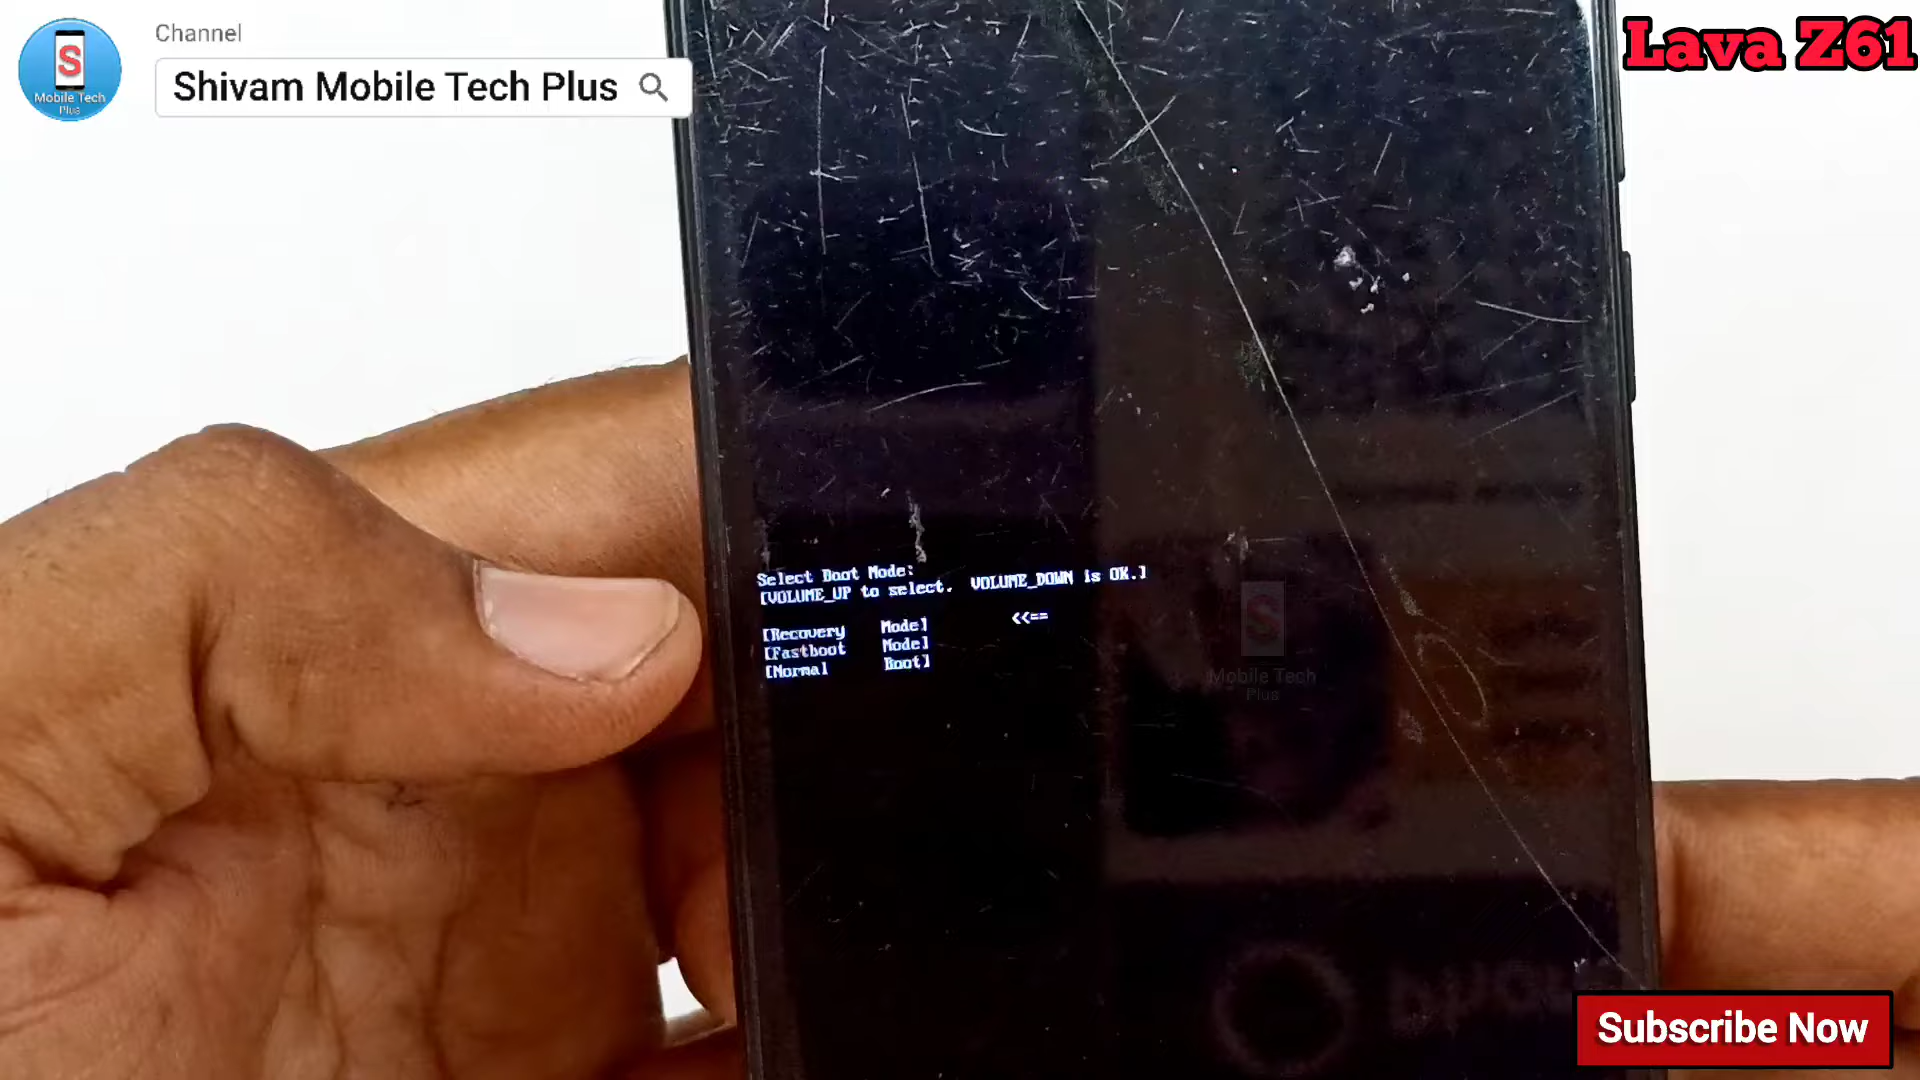 S
Mobile Tech
Plus
Channel
Shivam Mobile Tech Plus
Lava Z61
Select Boot Mode:
[VOLUME_UP to select.  VOLUME_DOWN is OK.]
[Recovery    Mode]    <<==
[Fastboot    Mode]
[Normal    Boot]
S
Mobile Tech
Plus
Subscribe Now